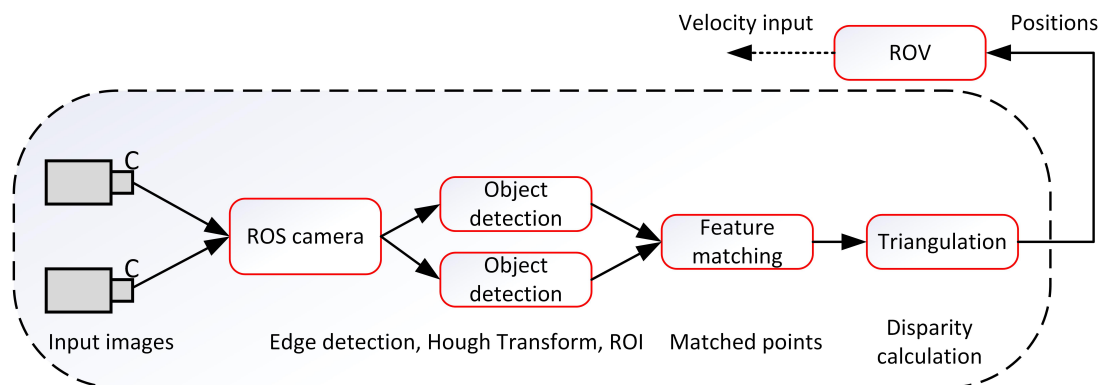 Velocity input
Positions
ROV
C
C
ROS camera
Object
detection
Object
detection
Feature
matching
Triangulation
Input images
Edge detection, Hough Transform, ROI
Matched points
Disparity
calculation